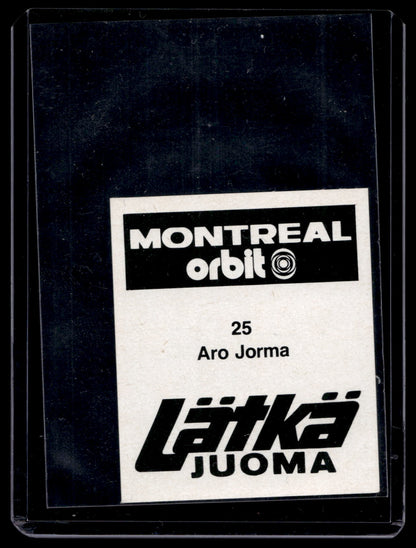 MONTREAL
orbit
25
Aro Jorma
Lätkä
JUOMA